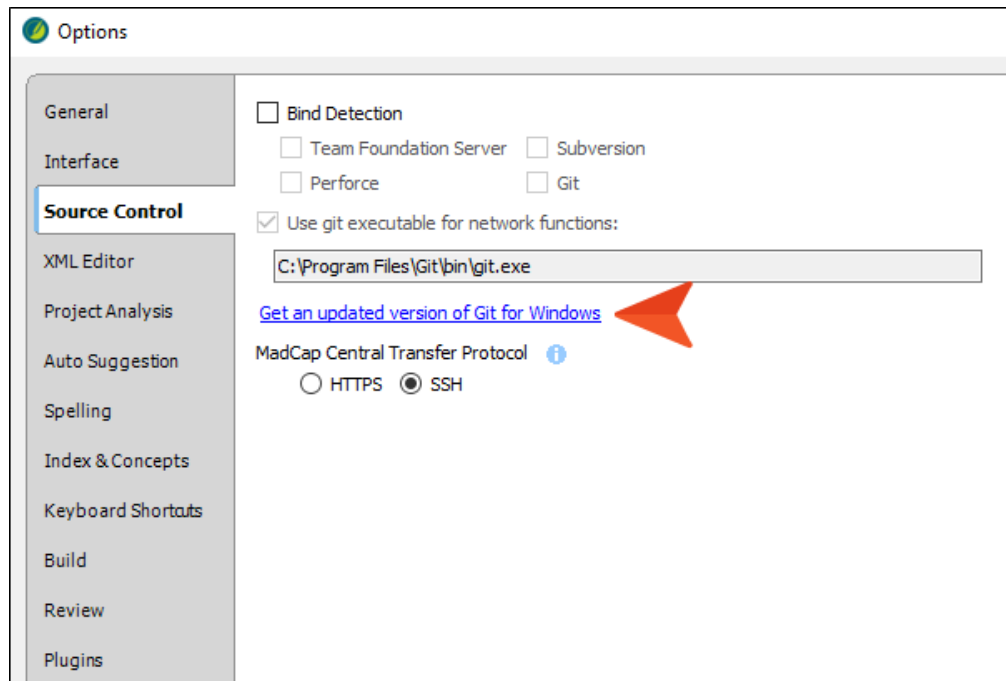 Options
General
Interface
Source Control
XML Editor
Project Analysis
Auto Suggestion
Spelling
Index & Concepts
Keyboard Shortcuts
Build
Review
Plugins
Bind Detection
Team Foundation Server Subversion
Perforce Git
Use git executable for network functions:
C:\Program Files\Git\bin\git.exe
Get an updated version of Git for Windows
MadCap Central Transfer Protocol
HTTPS SSH